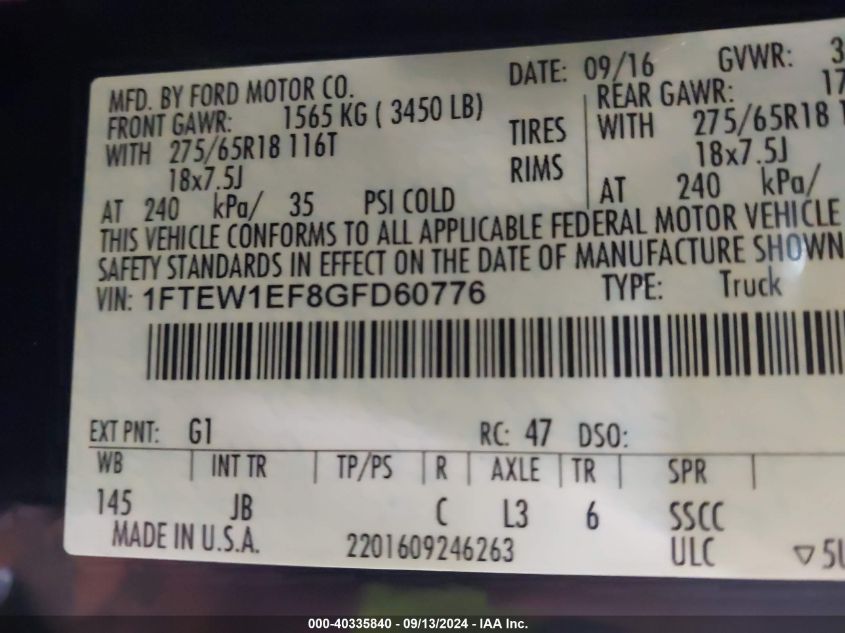 MFD. BY FORD MOTOR CO.
DATE: 09/16 GVWR: 3
FRONT GAWR: 1565 KG ( 3450 LB) REAR GAWR: 17
WITH 275/65R18 116T TIRES WITH 275/65R18 1
18x7.5J RIMS 18x7.5J
AT 240 kPa/ 35 PSI COLD AT 240 kPa/
THIS VEHICLE CONFORMS TO ALL APPLICABLE FEDERAL MOTOR VEHICLE
SAFETY STANDARDS IN EFFECT ON THE DATE OF MANUFACTURE SHOWN
VIN: 1FTEW1EF8GFD60776 TYPE: Truck
EXT PNT: G1 RC: 47 DSO:
WB INT TR TP/PS R AXLE TR SPR
145 JB C L3 6 SSCC
MADE IN U.S.A. 2201609246263 ULC ▽5U
000-40335840 - 09/13/2024 - IAA Inc.